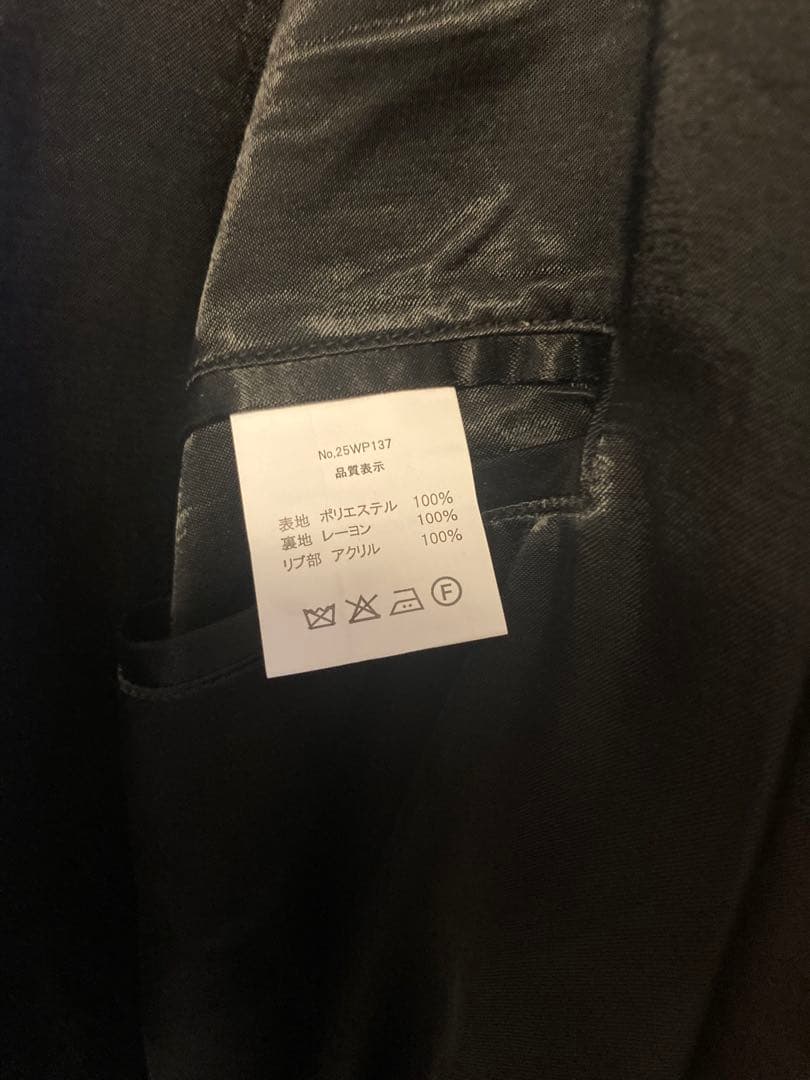 No.25WP137
品質表示
表地 ポリエステル 100%
裏地 レーヨン 100%
リブ部 アクリル 100%
F